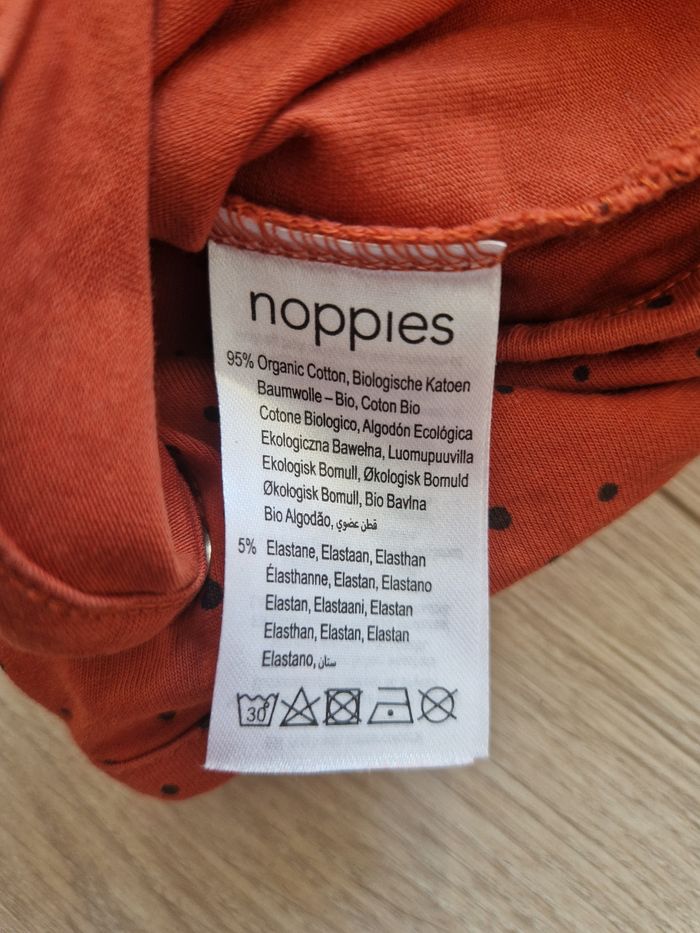 noppies
95% Organic Cotton, Biologische Katoen
Baumwolle – Bio, Coton Bio
Cotone Biologico, Algodón Ecológica
Ekologiczna Bawełna, Luomupuuvilla
Ekologisk Bomull, Økologisk Bomuld
Økologisk Bomull, Bio Bavlna
Bio Algodão, قطن عضوي
5% Elastane, Elastaan, Elasthan
Élasthanne, Elastan, Elastano
Elastan, Elastaani, Elastan
Elasthan, Elastan, Elastan
Elastano, ستان
30